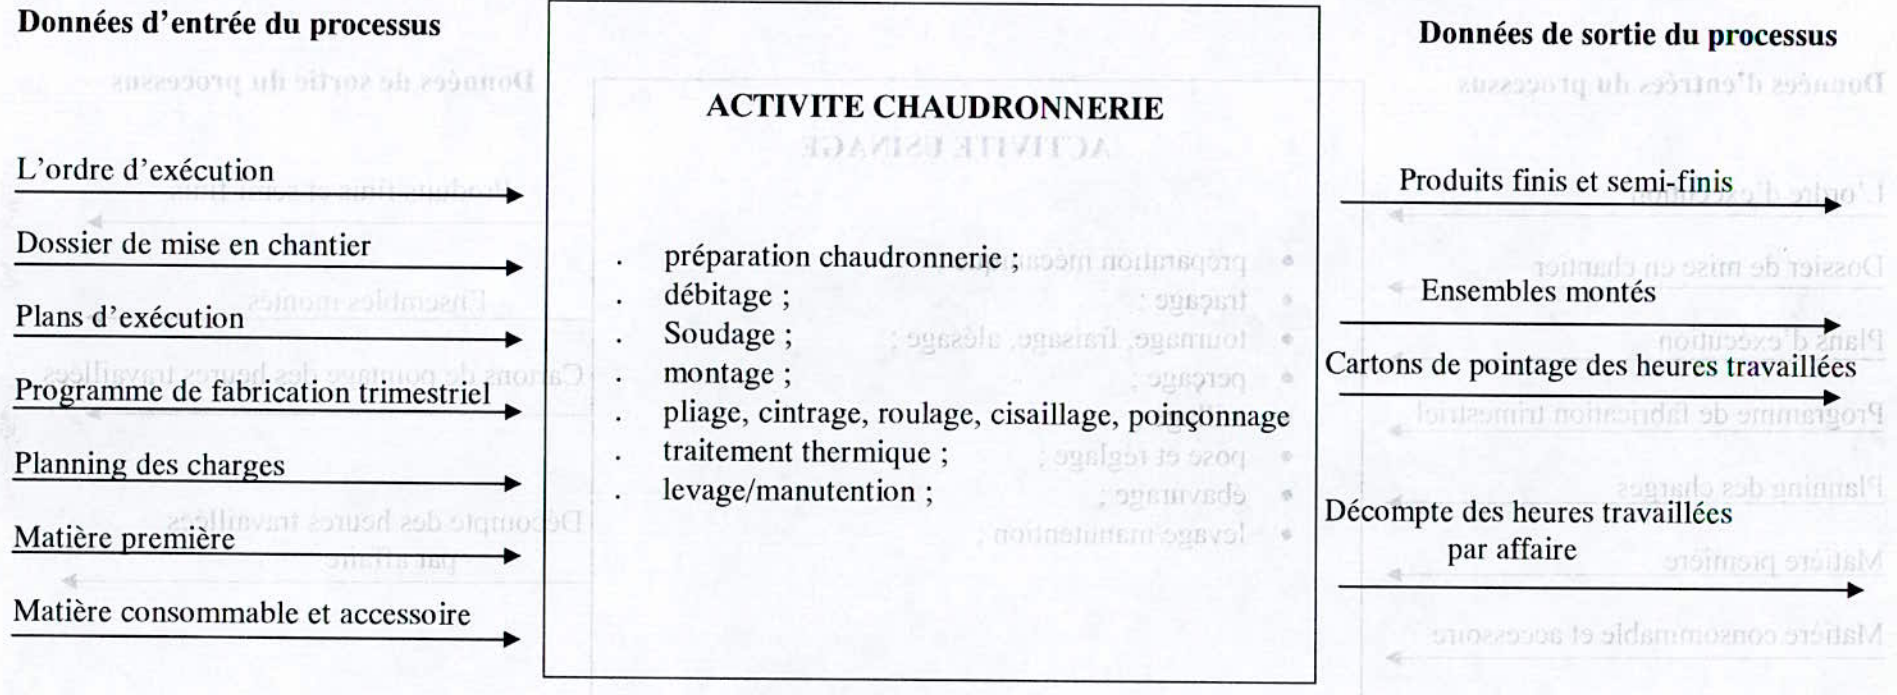 Données d'entrée du processus
L'ordre d'exécution
Dossier de mise en chantier
Plans d'exécution
Programme de fabrication trimestriel
Planning des charges
Matière première
Matière consommable et accessoire
ACTIVITE CHAUDRONNERIE
. préparation chaudronnerie ;
. débitage ;
. Soudage ;
. montage ;
. pliage, cintrage, roulage, cisaillage, poinçonnage
. traitement thermique ;
. levage/manutention ;
Données de sortie du processus
Produits finis et semi-finis
Ensembles montés
Cartons de pointage des heures travaillées
Décompte des heures travaillées
par affaire